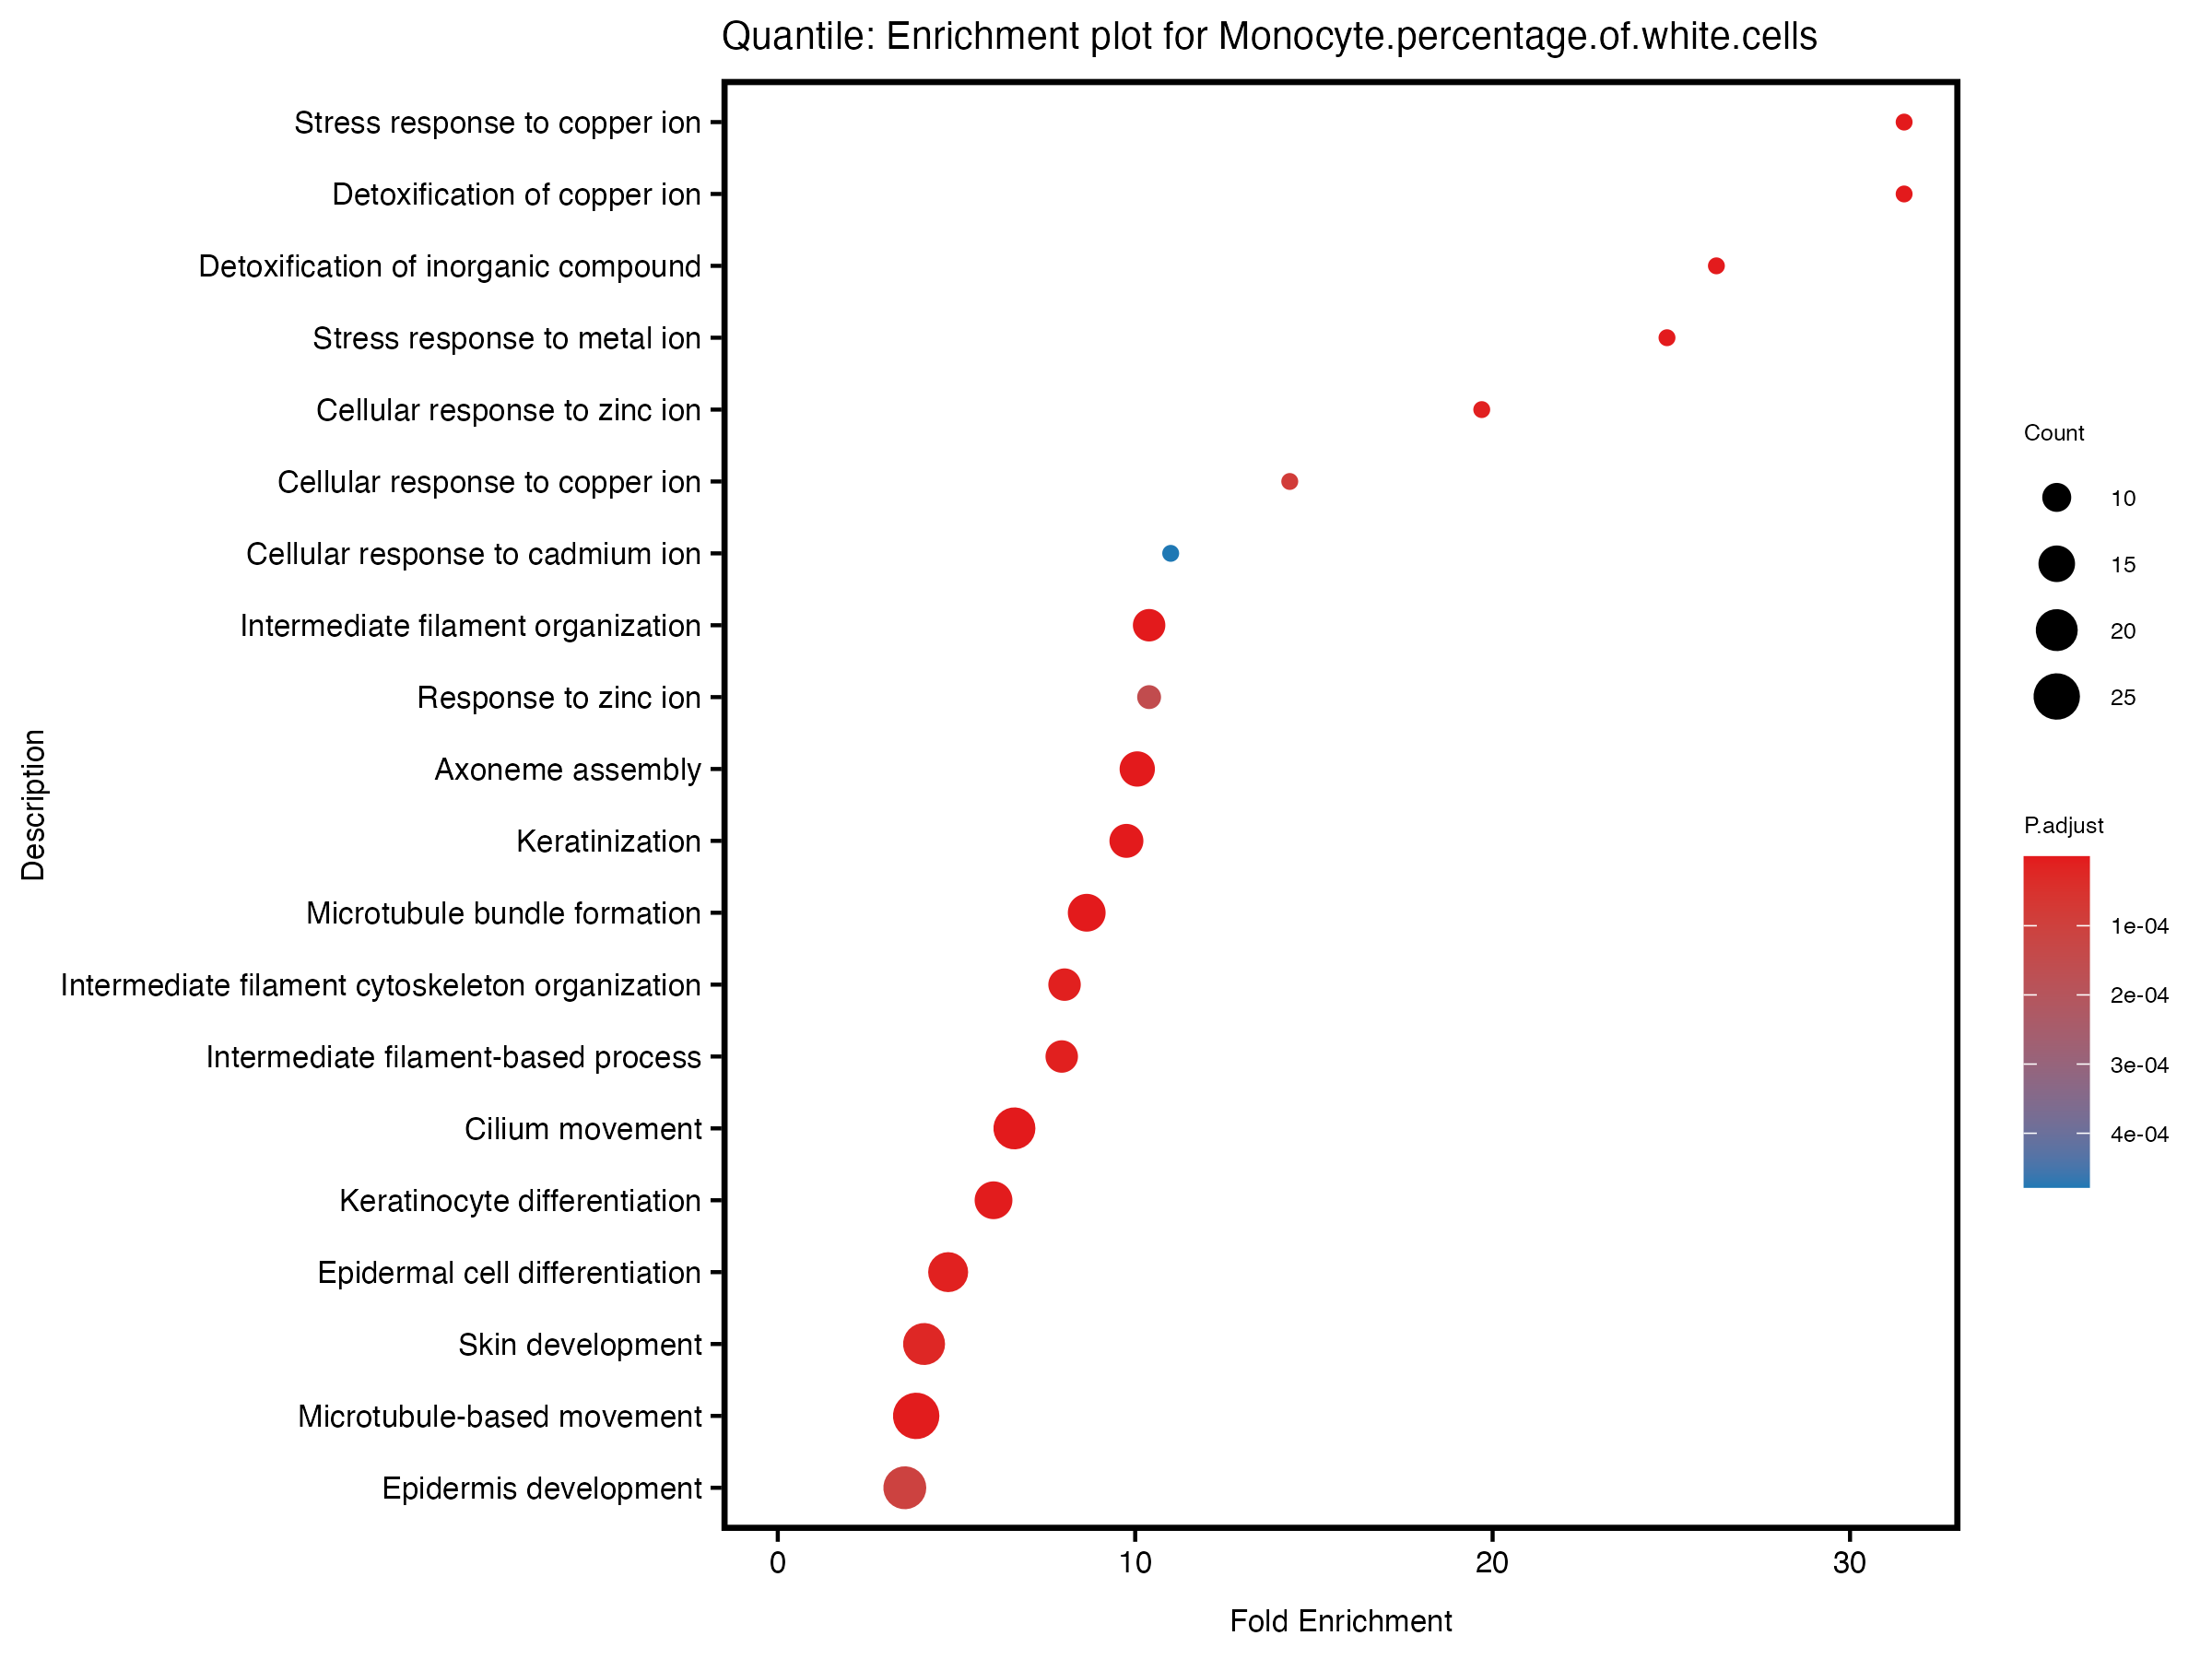 Quantile: Enrichment plot for Monocyte.percentage.of.white.cells
Description
Stress response to copper ion
Detoxification of copper ion
Detoxification of inorganic compound
Stress response to metal ion
Cellular response to zinc ion
Cellular response to copper ion
Cellular response to cadmium ion
Intermediate filament organization
Response to zinc ion
Axoneme assembly
Keratinization
Microtubule bundle formation
Intermediate filament cytoskeleton organization
Intermediate filament-based process
Cilium movement
Keratinocyte differentiation
Epidermal cell differentiation
Skin development
Microtubule-based movement
Epidermis development
0 10 20 30
Fold Enrichment
Count
10
15
20
25
P.adjust
1e-04
2e-04
3e-04
4e-04